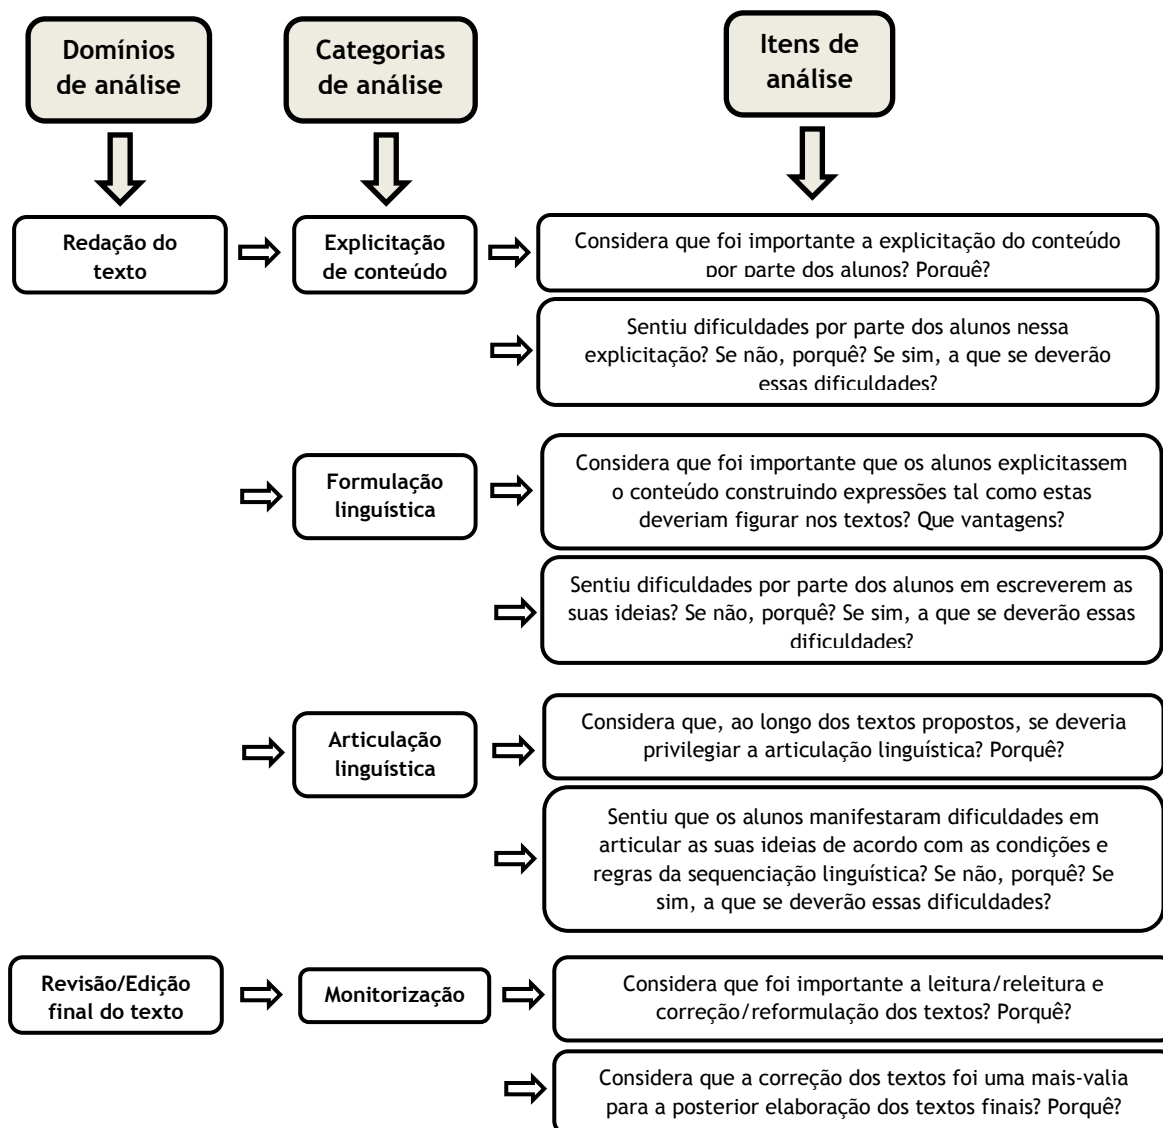 Domínios
de análise
Categorias
de análise
Itens de
análise
Redação do
texto
Explicitação
de conteúdo
Considera que foi importante a explicitação do conteúdo
por parte dos alunos? Porquê?
Sentiu dificuldades por parte dos alunos nessa
explicitação? Se não, porquê? Se sim, a que se deverão
essas dificuldades?
Formulação
linguística
Considera que foi importante que os alunos explicitassem
o conteúdo construindo expressões tal como estas
deveriam figurar nos textos? Que vantagens?
Sentiu dificuldades por parte dos alunos em escreverem as
suas ideias? Se não, porquê? Se sim, a que se deverão essas
dificuldades?
Articulação
linguística
Considera que, ao longo dos textos propostos, se deveria
privilegiar a articulação linguística? Porquê?
Sentiu que os alunos manifestaram dificuldades em
articular as suas ideias de acordo com as condições e
regras da sequenciação linguística? Se não, porquê? Se
sim, a que se deverão essas dificuldades?
Revisão/Edição
final do texto
Monitorização
Considera que foi importante a leitura/releitura e
correção/reformulação dos textos? Porquê?
Considera que a correção dos textos foi uma mais-valia
para a posterior elaboração dos textos finais? Porquê?